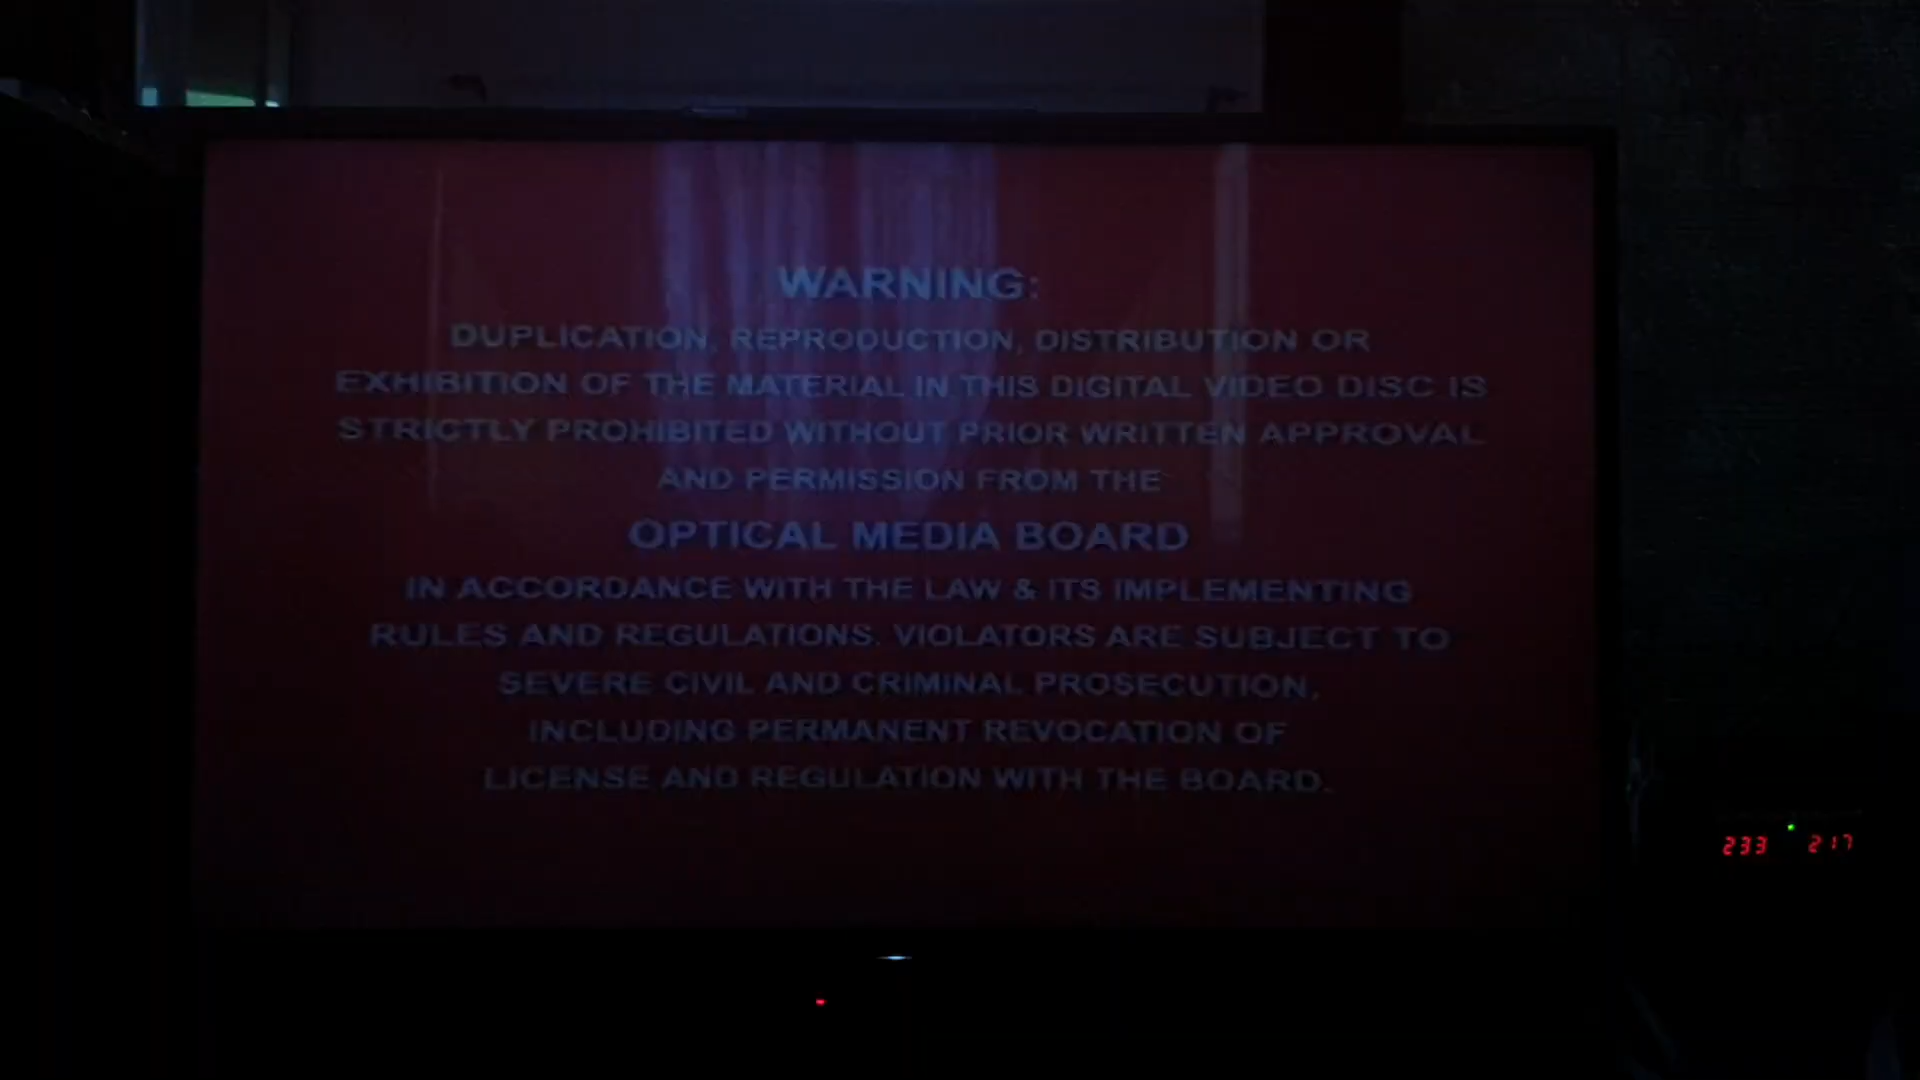 WARNING:
DUPLICATION, REPRODUCTION, DISTRIBUTION OR
EXHIBITION OF THE MATERIAL IN THIS DIGITAL VIDEO DISC IS
STRICTLY PROHIBITED WITHOUT PRIOR WRITTEN APPROVAL
AND PERMISSION FROM THE
OPTICAL MEDIA BOARD
IN ACCORDANCE WITH THE LAW & ITS IMPLEMENTING
RULES AND REGULATIONS. VIOLATORS ARE SUBJECT TO
SEVERE CIVIL AND CRIMINAL PROSECUTION,
INCLUDING PERMANENT REVOCATION OF
LICENSE AND REGULATION WITH THE BOARD.
233 217